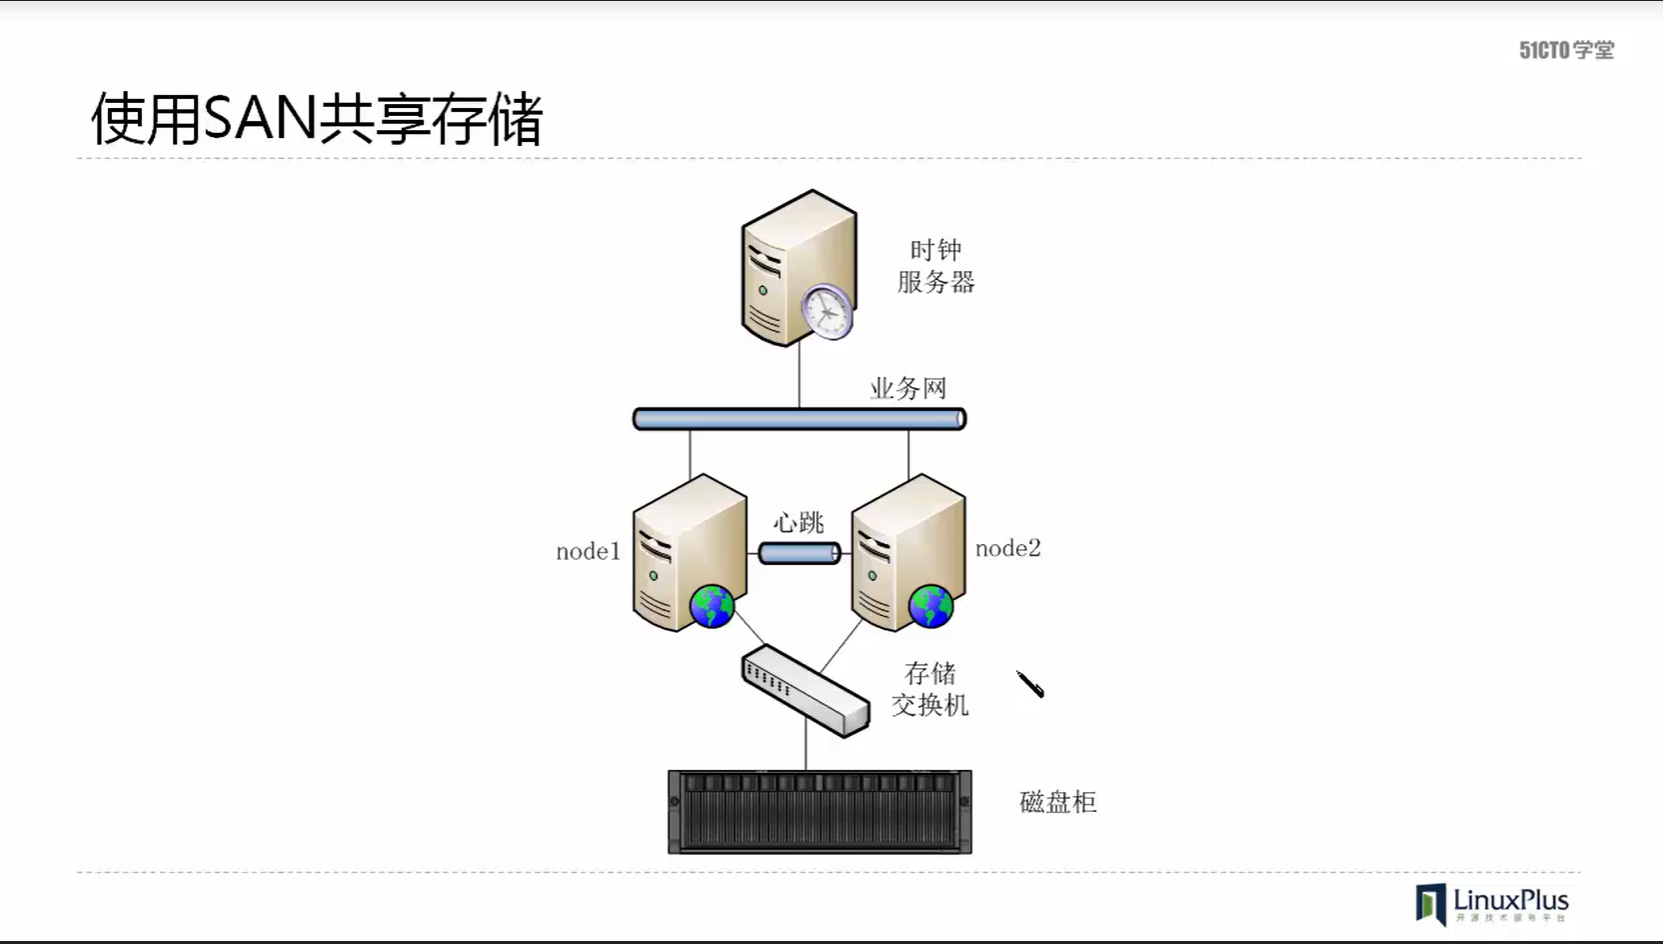 51CTO学堂
使用SAN共享存储
时钟
服务器
业务网
心跳
node1
node2
存储
交换机
磁盘柜
LinuxPlus
开源技术服务平台